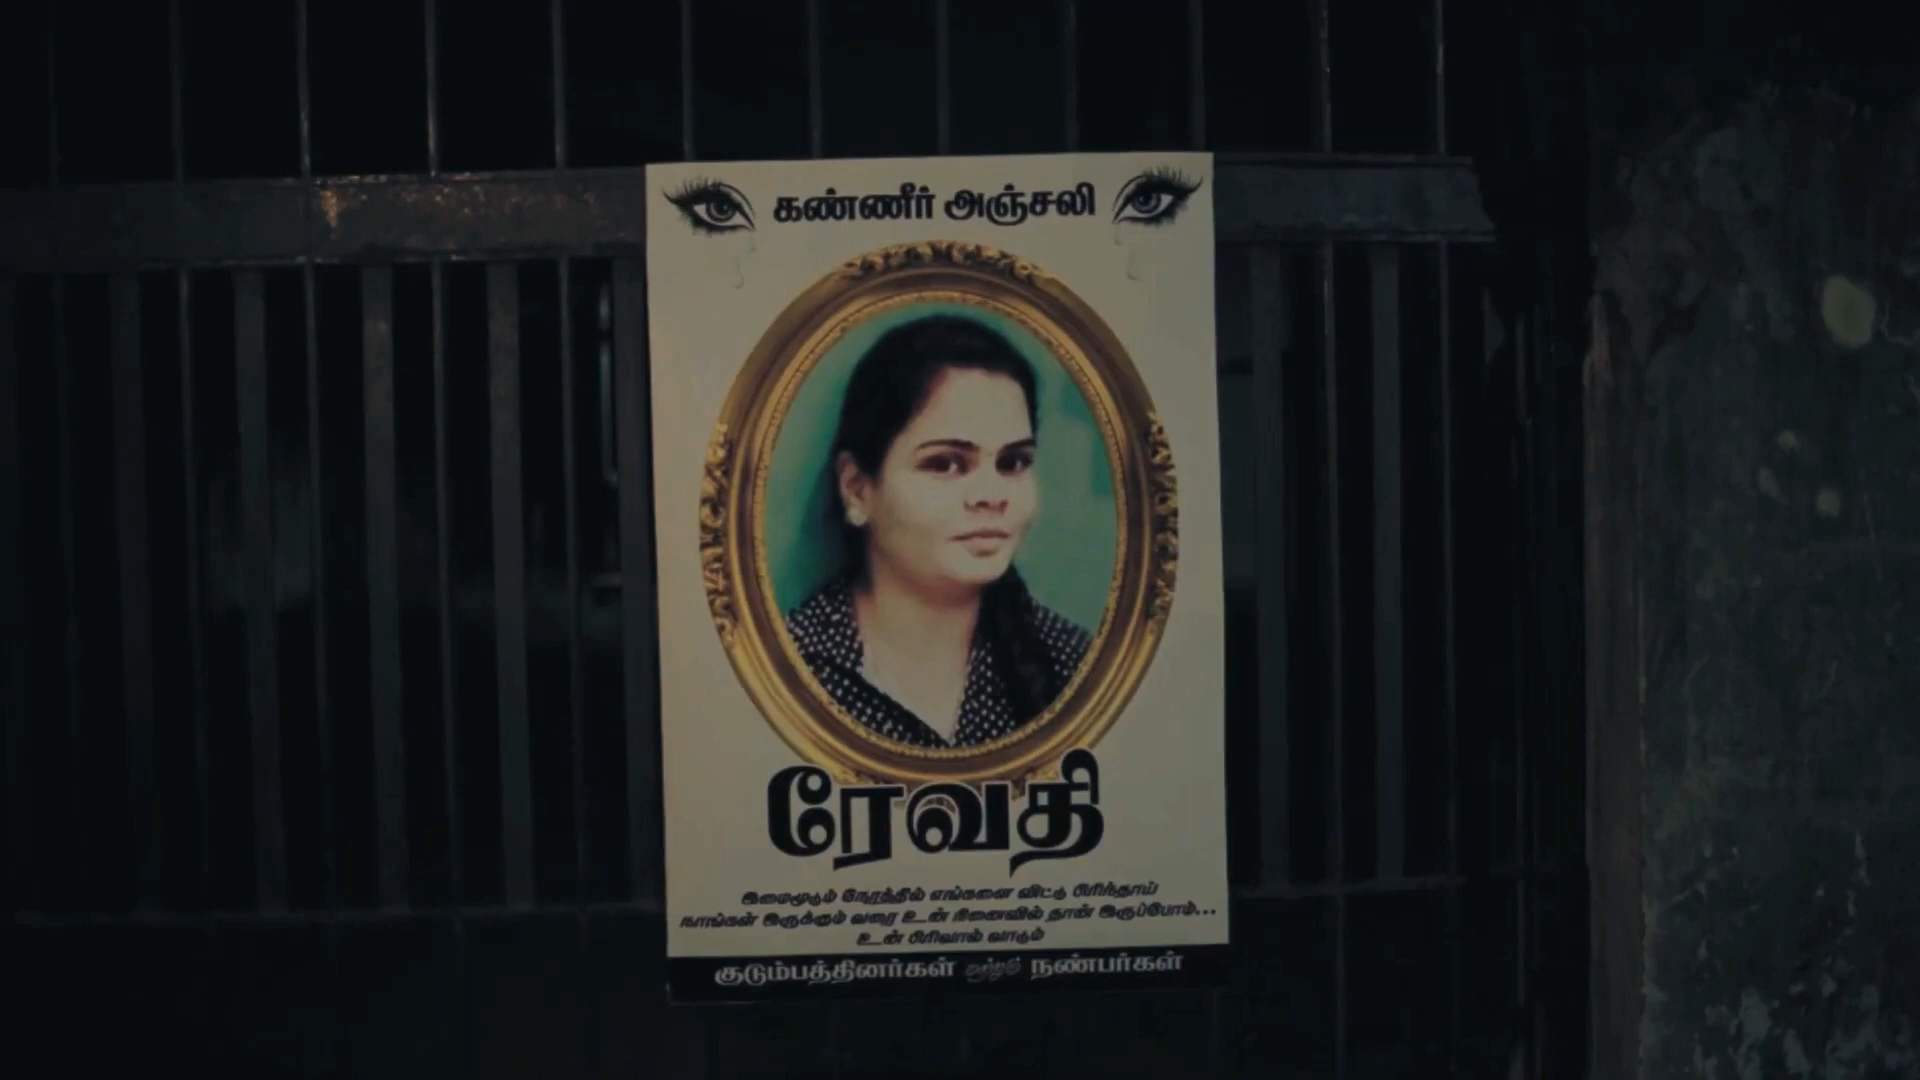 கண்ணீர் அஞ்சலி
ரேவதி
இமைமூடும் நேரத்தில் எங்களை விட்டு பிரிந்தாய்
நாங்கள் இருக்கும் வரை உன் நினைவில் தான் இருப்போம்...
உன் பிரிவால் வாடும்
குடும்பத்தினர்கள் மற்றும் நண்பர்கள்